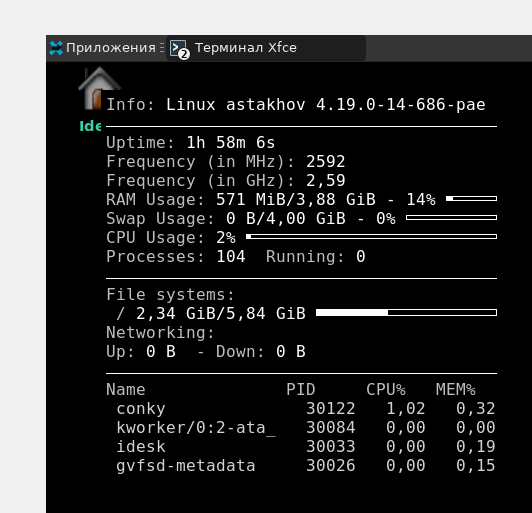 Приложения
Терминал Xfce
2
Ide
Info: Linux astakhov 4.19.0-14-686-pae
Uptime: 1h 58m 6s
Frequency (in MHz): 2592
Frequency (in GHz): 2,59
RAM Usage: 571 MiB/3,88 GiB - 14%
Swap Usage: 0 B/4,00 GiB - 0%
CPU Usage: 2%
Processes: 104  Running: 0
File systems:
/ 2,34 GiB/5,84 GiB
Networking:
Up: 0 B  - Down: 0 B
Name PID CPU% MEM%
conky 30122 1,02 0,32
kworker/0:2-ata_ 30084 0,00 0,00
idesk 30033 0,00 0,19
gvfsd-metadata 30026 0,00 0,15